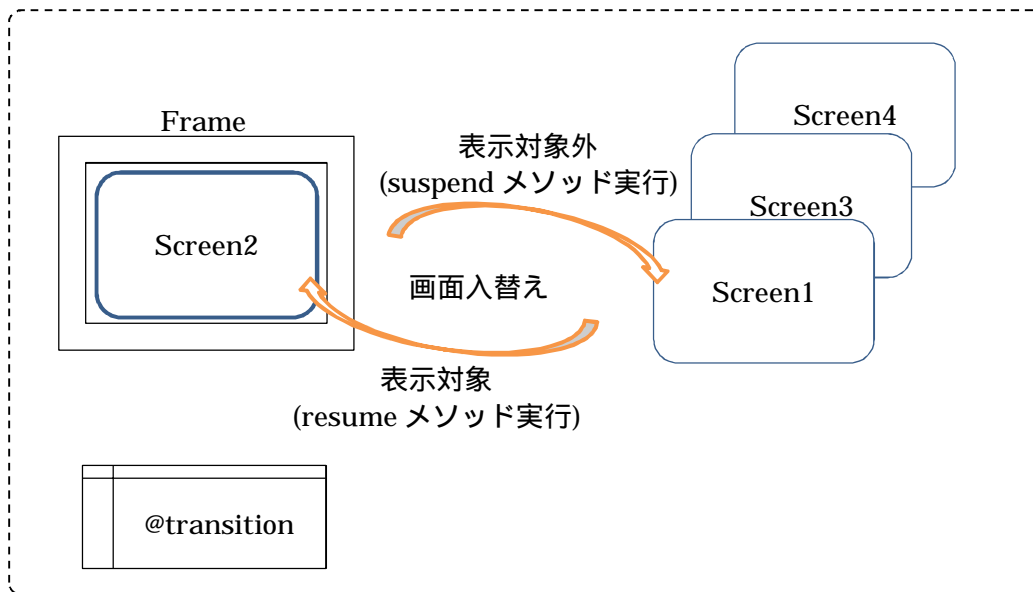 Frame
Screen2
表示対象外
(suspend メソッド実行)
画面入替え
表示対象
(resume メソッド実行)
Screen4
Screen3
Screen1
@transition